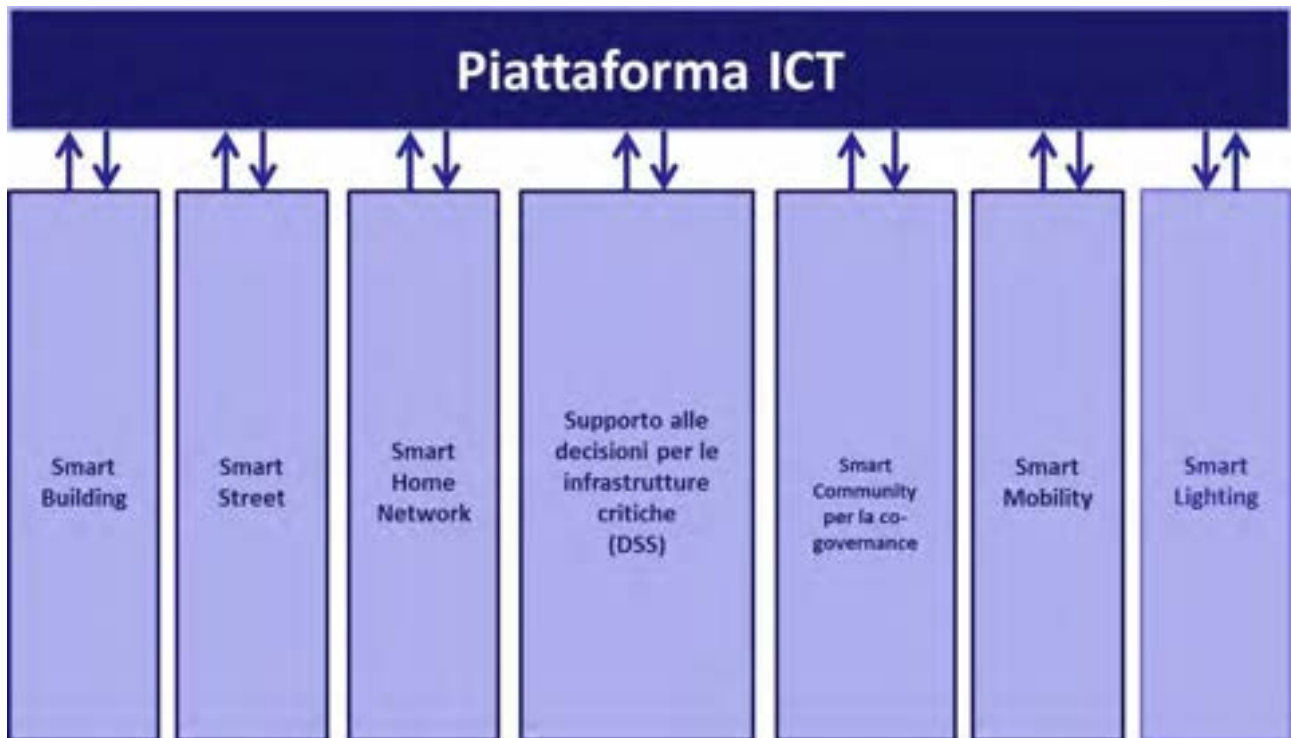 Piattaforma ICT
Smart
Building
Smart
Street
Smart
Home
Network
Supporto alle
decisioni per le
infrastrutture
critiche
(DSS)
Smart
Community
per la co-
governance
Smart
Mobility
Smart
Lighting